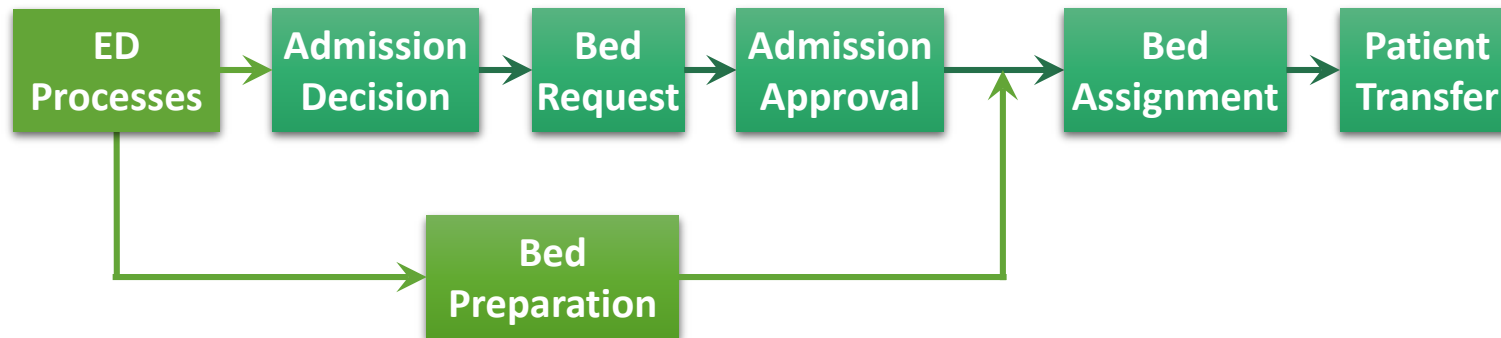 ED
Processes
Admission
Decision
Bed
Request
Admission
Approval
Bed
Assignment
Patient
Transfer
Bed
Preparation